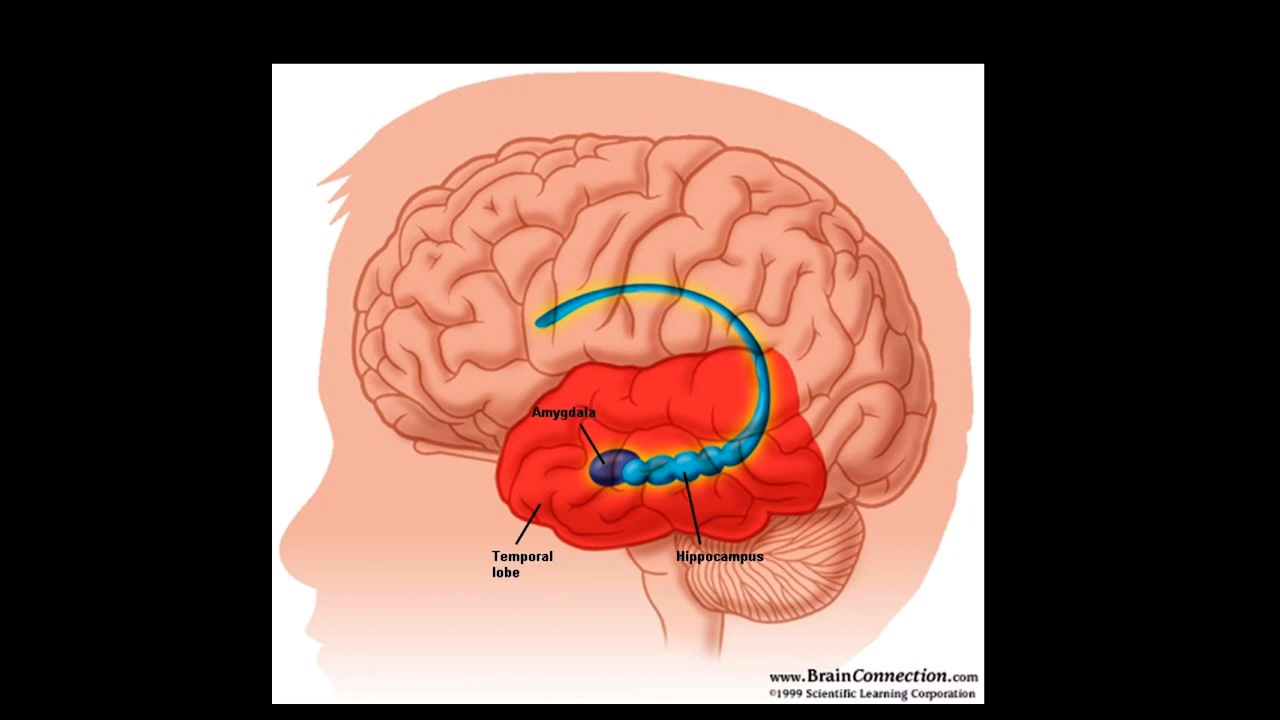 Amygdala
Temporal
lobe
Hippocampus
www.BrainConnection.com
©1999 Scientific Learning Corporation